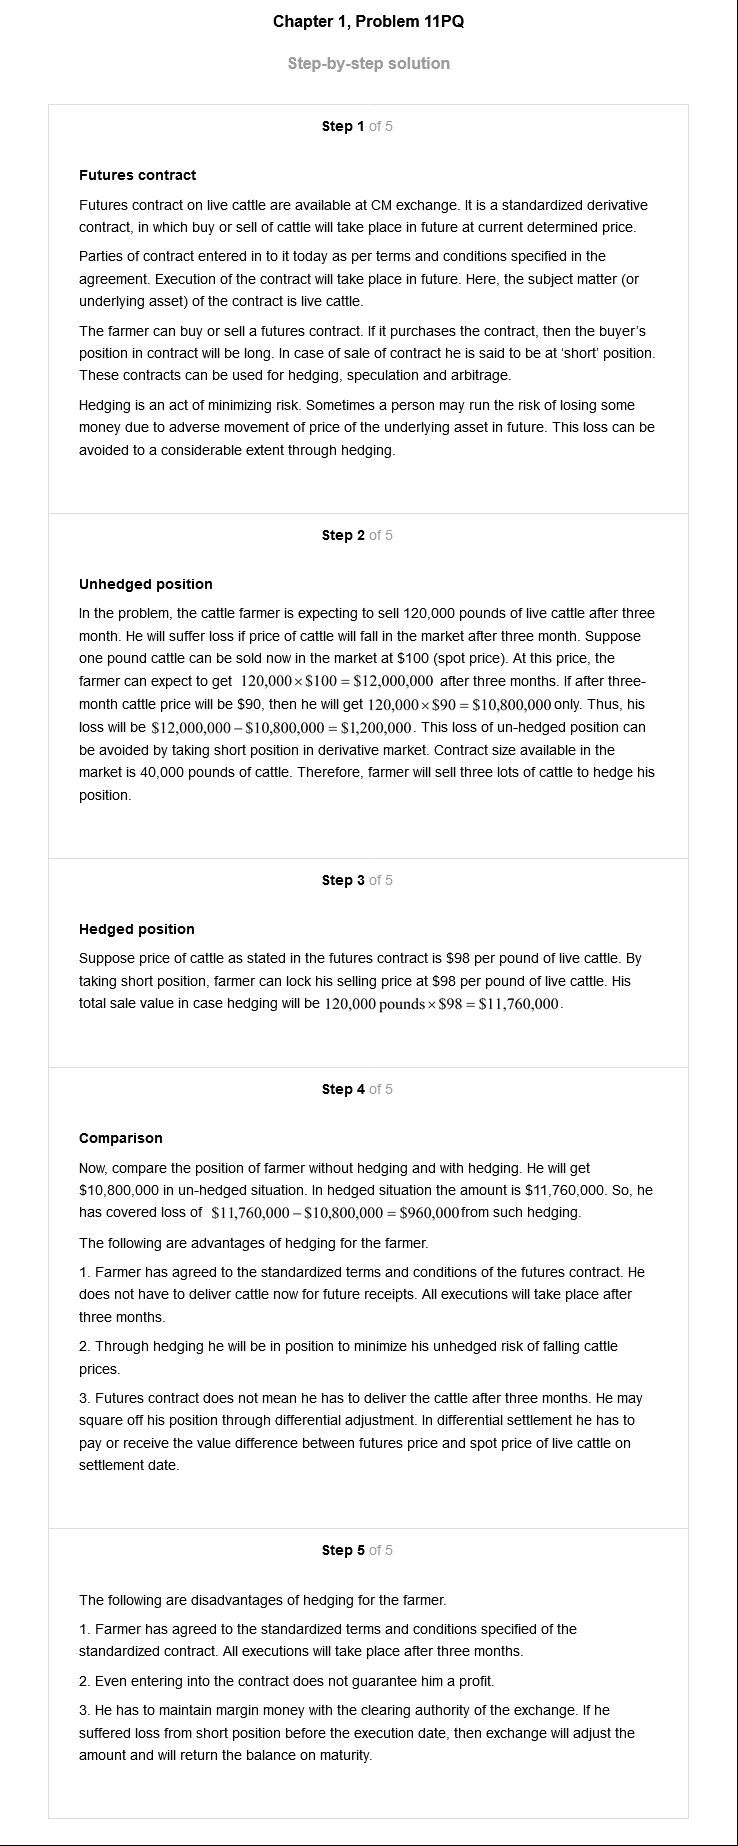 Chapter 1, Problem 11PQ
Step-by-step solution
Step 1 of 5
Futures contract
Futures contract on live cattle are available at CM exchange. It is a standardized derivative
contract, in which buy or sell of cattle will take place in future at current determined price.
Parties of contract entered in to it today as per terms and conditions specified in the
agreement. Execution of the contract will take place in future. Here, the subject matter (or
underlying asset) of the contract is live cattle.
The farmer can buy or sell a futures contract. If it purchases the contract, then the buyer's
position in contract will be long. In case of sale of contract he is said to be at 'short' position.
These contracts can be used for hedging, speculation and arbitrage.
Hedging is an act of minimizing risk. Sometimes a person may run the risk of losing some
money due to adverse movement of price of the underlying asset in future. This loss can be
avoided to a considerable extent through hedging.
Step 2 of 5
Unhedged position
In the problem, the cattle farmer is expecting to sell 120,000 pounds of live cattle after three
month. He will suffer loss if price of cattle will fall in the market after three month. Suppose
one pound cattle can be sold now in the market at $100 (spot price). At this price, the
farmer can expect to get 120,000×$100 = $12,000,000 after three months. If after three-
month cattle price will be $90, then he will get 120,000×$90 = $10,800,000 only. Thus, his
loss will be $12,000,000 – $10,800,000 = $1,200,000. This loss of un-hedged position can
be avoided by taking short position in derivative market. Contract size available in the
market is 40,000 pounds of cattle. Therefore, farmer will sell three lots of cattle to hedge his
position.
Step 3 of 5
Hedged position
Suppose price of cattle as stated in the futures contract is $98 per pound of live cattle. By
taking short position, farmer can lock his selling price at $98 per pound of live cattle. His
total sale value in case hedging will be 120,000 pounds×$98 = $11,760,000.
Step 4 of 5
Comparison
Now, compare the position of farmer without hedging and with hedging. He will get
$10,800,000 in un-hedged situation. In hedged situation the amount is $11,760,000. So, he
has covered loss of $11,760,000 – $10,800,000 = $960,000 from such hedging.
The following are advantages of hedging for the farmer.
1. Farmer has agreed to the standardized terms and conditions of the futures contract. He
does not have to deliver cattle now for future receipts. All executions will take place after
three months.
2. Through hedging he will be in position to minimize his unhedged risk of falling cattle
prices.
3. Futures contract does not mean he has to deliver the cattle after three months. He may
square off his position through differential adjustment. In differential settlement he has to
pay or receive the value difference between futures price and spot price of live cattle on
settlement date.
Step 5 of 5
The following are disadvantages of hedging for the farmer.
1. Farmer has agreed to the standardized terms and conditions specified of the
standardized contract. All executions will take place after three months.
2. Even entering into the contract does not guarantee him a profit.
3. He has to maintain margin money with the clearing authority of the exchange. If he
suffered loss from short position before the execution date, then exchange will adjust the
amount and will return the balance on maturity.